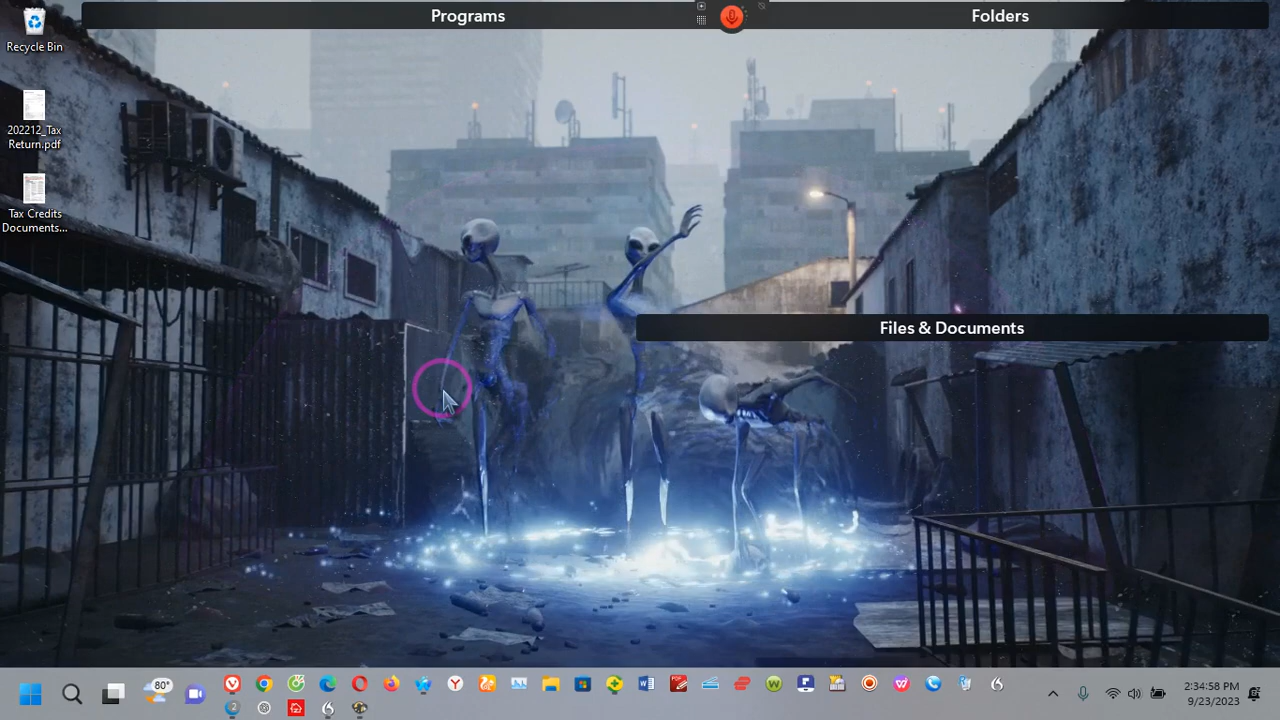 Programs
Folders
Recycle Bin
202212_Tax
Return.pdf
Tax Credits
Documents...
Files & Documents
80°
2:34:58 PM
9/23/2023